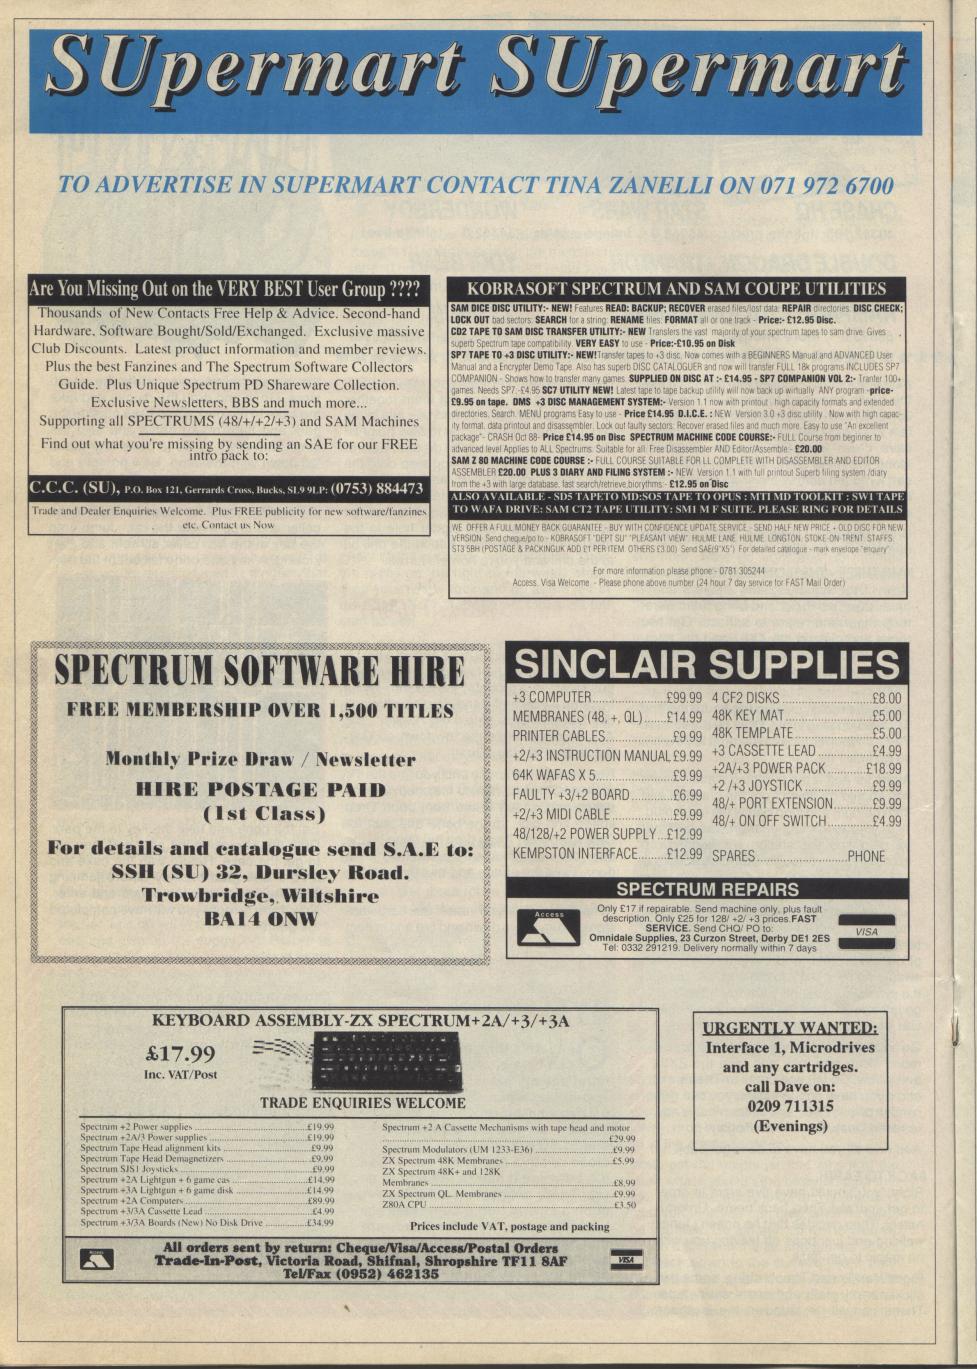 SUpermart SUpermart
TO ADVERTISE IN SUPERMART CONTACT TINA ZANELLI ON 071 972 6700
Are You Missing Out on the VERY BEST User Group ????
Thousands of New Contacts Free Help & Advice. Second-hand
Hardware, Software Bought/Sold/Exchanged. Exclusive massive
Club Discounts. Latest product information and member reviews.
Plus the best Fanzines and The Spectrum Software Collectors
Guide. Plus Unique Spectrum PD Shareware Collection.
Exclusive Newsletters, BBS and much more...
Supporting all SPECTRUMS (48/+/+2/+3) and SAM Machines
Find out what you're missing by sending an SAE for our FREE
intro pack to:
C.C.C. (SU), P.O. Box 121, Gerrards Cross, Bucks, SL9 9LP: (0753) 884473
Trade and Dealer Enquiries Welcome. Plus FREE publicity for new software/fanzines
etc. Contact us Now
KOBRASOFT SPECTRUM AND SAM COUPE UTILITIES
SAM DICE DISC UTILITY:- NEW! Features READ: BACKUP; RECOVER erased files/lost data: REPAIR directories. DISC CHECK;
LOCK OUT bad sectors: SEARCH for a string; RENAME files: FORMAT all or one track - Price:- £12.95 Disc.
CD2 TAPE TO SAM DISC TRANSFER UTILITY:- NEW Transfers the vast majority of your spectrum tapes to sam drive. Gives
superb Spectrum tape compatibility. VERY EASY to use - Price:-£10.95 on Disk
SP7 TAPE TO +3 DISC UTILITY:- NEW!Transfer tapes to +3 disc. Now comes with a BEGINNERS Manual and ADVANCED User
Manual and a Encrypter Demo Tape. Also has superb DISC CATALOGUER and now will transfer FULL 18k programs INCLUDES SP7
COMPANION - Shows how to transfer many games. SUPPLIED ON DISC AT :- £14.95 - SP7 COMPANION VOL 2:- Tranfer 100+
games. Needs SP7;-£4.95 SC7 UTILITY NEW! Latest tape to tape backup utility will now back up wirtually ANY program -price-
£9.95 on tape. DMS +3 DISC MANAGEMENT SYSTEM:- Version 1.1 now with printout . high capacity formats and extended
directories. Search. MENU programs Easy to use - Price £14.95 D.I.C.E. : NEW Version 3.0 +3 disc utility . Now with high capac-
ity format. data printout and disassembler. Lock out faulty sectors: Recover erased files and much more. Easy to use "An excellent
package"- CRASH Oct 88- Price £14.95 on Disc SPECTRUM MACHINE CODE COURSE:- FULL Course from beginner to
advanced level Applies to ALL Spectrums. Suitable for all. Free Disassembler AND Editor/Assemble:- £20.00
SAM Z 80 MACHINE CODE COURSE :- FULL COURSE SUITABLE FOR LL COMPLETE WITH DISASSEMBLER AND EDITOR
ASSEMBLER £20.00 PLUS 3 DIARY AND FILING SYSTEM :- NEW Version 1.1 with full printout Superb filing system /diary
from the +3 with large database. fast search/retrieve,biorythms:- £12.95 on Disc
ALSO AVAILABLE - SD5 TAPETO MD:SO5 TAPE TO OPUS : MT1 MD TOOLKIT : SW1 TAPE
TO WAFA DRIVE: SAM CT2 TAPE UTILITY: SM1 M F SUITE. PLEASE RING FOR DETAILS
WE OFFER A FULL MONEY BACK GUARANTEE - BUY WITH CONFIDENCE UPDATE SERVICE - SEND HALF NEW PRICE + OLD DISC FOR NEW
VERSION. Send cheque/po to - KOBRASOFT "DEPT SU" "PLEASANT VIEW". HULME LANE. HULME. LONGTON. STOKE-ON-TRENT. STAFFS.
ST3 5BH (POSTAGE & PACKINGUK ADD £1 PER ITEM. OTHERS £3.00) Send SAE(9"X5") For detailed catalogue - mark envelope "enquiry"
For more information please phone:- 0781 305244
Access. Visa Welcome. - Please phone above number (24 hour 7 day service for FAST Mail Order)
SPECTRUM SOFTWARE HIRE
FREE MEMBERSHIP OVER 1,500 TITLES
Monthly Prize Draw / Newsletter
HIRE POSTAGE PAID
(1st Class)
For details and catalogue send S.A.E to:
SSH (SU) 32, Dursley Road.
Trowbridge, Wiltshire
BA14 ONW
SINCLAIR SUPPLIES
+3 COMPUTER....................£99.99
MEMBRANES (48, +, QL).......£14.99
PRINTER CABLES.................£9.99
+2/+3 INSTRUCTION MANUAL £9.99
64K WAFAS X 5....................£9.99
FAULTY +3/+2 BOARD..........£6.99
+2/+3 MIDI CABLE................£9.99
48/128/+2 POWER SUPPLY...£12.99
KEMPSTON INTERFACE........£12.99
4 CF2 DISKS.......................£8.00
48K KEY MAT......................£5.00
48K TEMPLATE....................£5.00
+3 CASSETTE LEAD..............£4.99
+2A/+3 POWER PACK..........£18.99
+2 /+3 JOYSTICK.................£9.99
48/+ PORT EXTENSION.........£9.99
48/+ ON OFF SWITCH...........£4.99
SPARES..........................PHONE
SPECTRUM REPAIRS
Access
Only £17 if repairable. Send machine only, plus fault
description. Only £25 for 128/ +2/ +3 prices.FAST
SERVICE. Send CHQ/ PO to:
Omnidale Supplies, 23 Curzon Street, Derby DE1 2ES
Tel: 0332 291219. Delivery normally within 7 days
VISA
KEYBOARD ASSEMBLY-ZX SPECTRUM+2A/+3/+3A
£17.99
Inc. VAT/Post
TRADE ENQUIRIES WELCOME
Spectrum +2 Power supplies....................£19.99
Spectrum +2A/3 Power supplies...............£19.99
Spectrum Tape Head alignment kits...........£9.99
Spectrum Tape Head Demagnetizers...........£9.99
Spectrum SJS1 Joysticks.........................£9.99
Spectrum +2A Lightgun + 6 game cas........£14.99
Spectrum +3A Lightgun + 6 game disk.......£14.99
Spectrum +2A Computers.......................£89.99
Spectrum +3/3A Cassette Lead.................£4.99
Spectrum +3/3A Boards (New) No Disk Drive.......£34.99
Spectrum +2 A Cassette Mechanisms with tape head and motor
....................£29.99
Spectrum Modulators (UM 1233-E36)..........£9.99
ZX Spectrum 48K Membranes....................£5.99
ZX Spectrum 48K+ and 128K
Membranes..........................................£8.99
ZX Spectrum QL. Membranes....................£9.99
Z80A CPU............................................£3.50
Prices include VAT, postage and packing
Access
All orders sent by return: Cheque/Visa/Access/Postal Orders
Trade-In-Post, Victoria Road, Shifnal, Shropshire TF11 8AF
Tel/Fax (0952) 462135
VISA
URGENTLY WANTED:
Interface 1, Microdrives
and any cartridges.
call Dave on:
0209 711315
(Evenings)